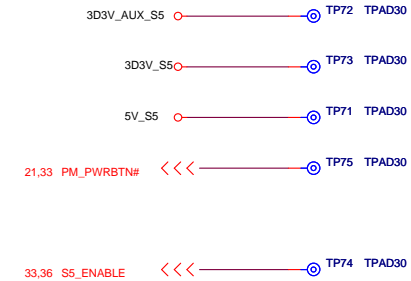 3D3V_AUX_S5 TP72 TPAD30
3D3V_S5 TP73 TPAD30
5V_S5 TP71 TPAD30
21,33 PM_PWRBTN# TP75 TPAD30
33,36 S5_ENABLE TP74 TPAD30